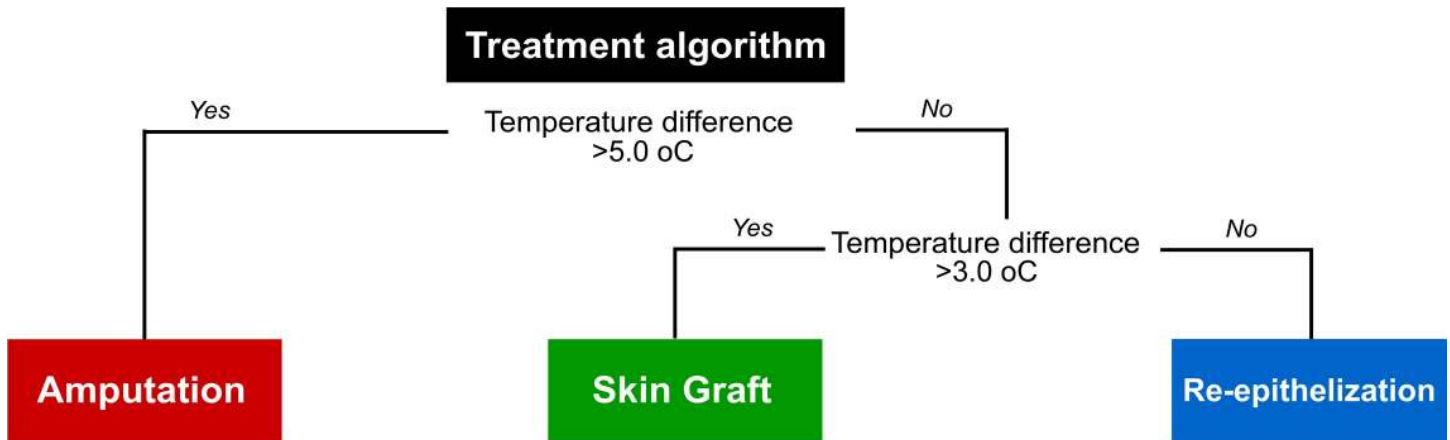 Treatment algorithm
Yes
No
Temperature difference
>5.0 oC
Yes
No
Temperature difference
>3.0 oC
Amputation
Skin Graft
Re-epithelization